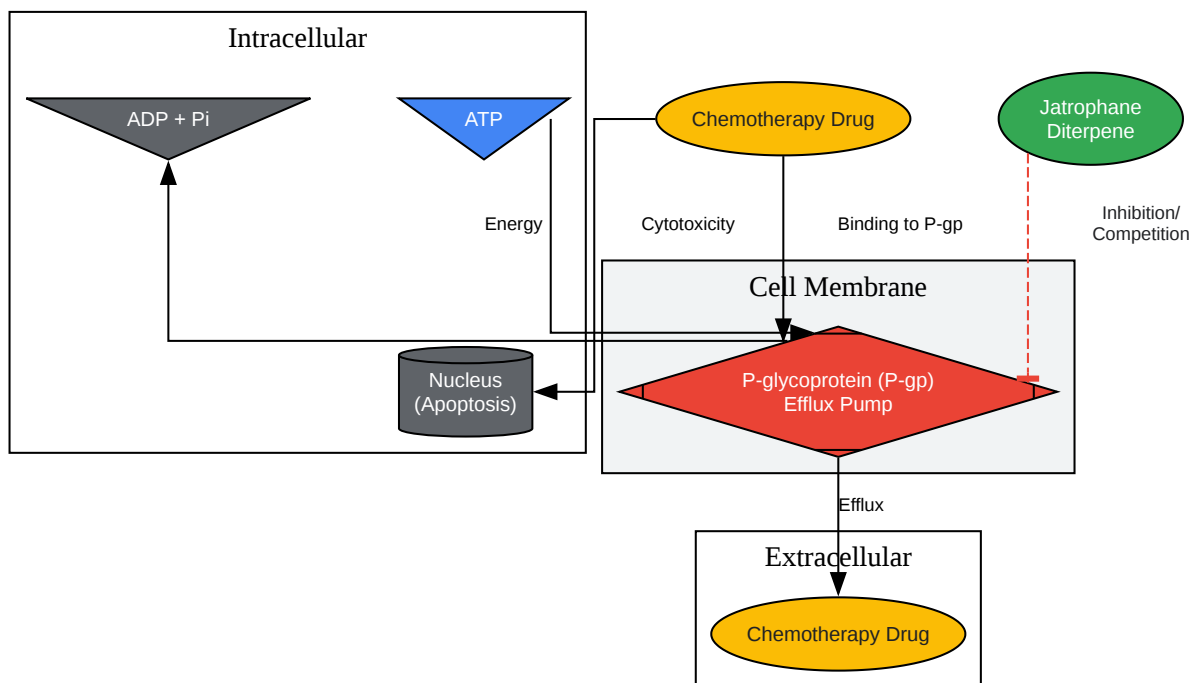 Intracellular
ADP + Pi
ATP
Chemotherapy Drug
Jatrophane
Diterpene
Energy
Cytotoxicity
Binding to P-gp
Inhibition/
Competition
Cell Membrane
Nucleus
(Apoptosis)
P-glycoprotein (P-gp)
Efflux Pump
Efflux
Extracellular
Chemotherapy Drug